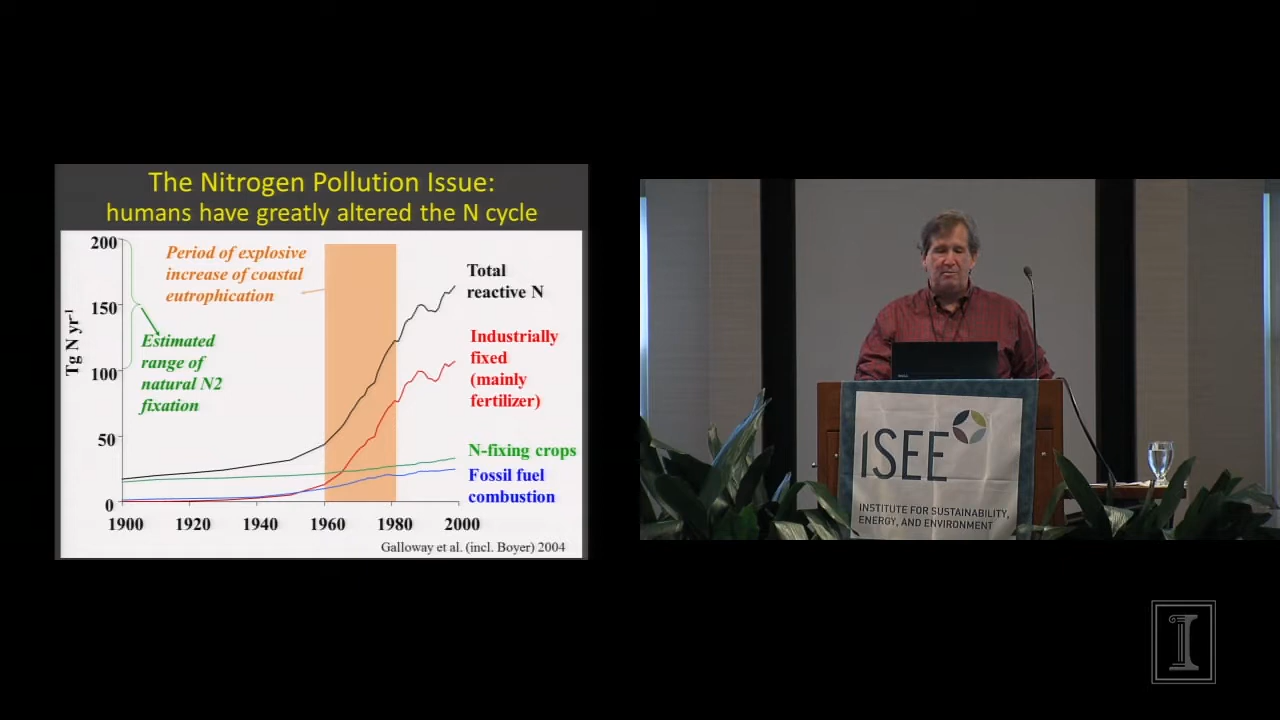 The Nitrogen Pollution Issue:
humans have greatly altered the N cycle
200
150
100
50
0
Tg N yr-1
Period of explosive
increase of coastal
eutrophication
Estimated
range of
natural N2
fixation
Total
reactive N
Industrially
fixed
(mainly
fertilizer)
N-fixing crops
Fossil fuel
combustion
1900 1920 1940 1960 1980 2000
Galloway et al. (incl. Boyer) 2004
DELL
ISEE
INSTITUTE FOR SUSTAINABILITY,
ENERGY, AND ENVIRONMENT
I